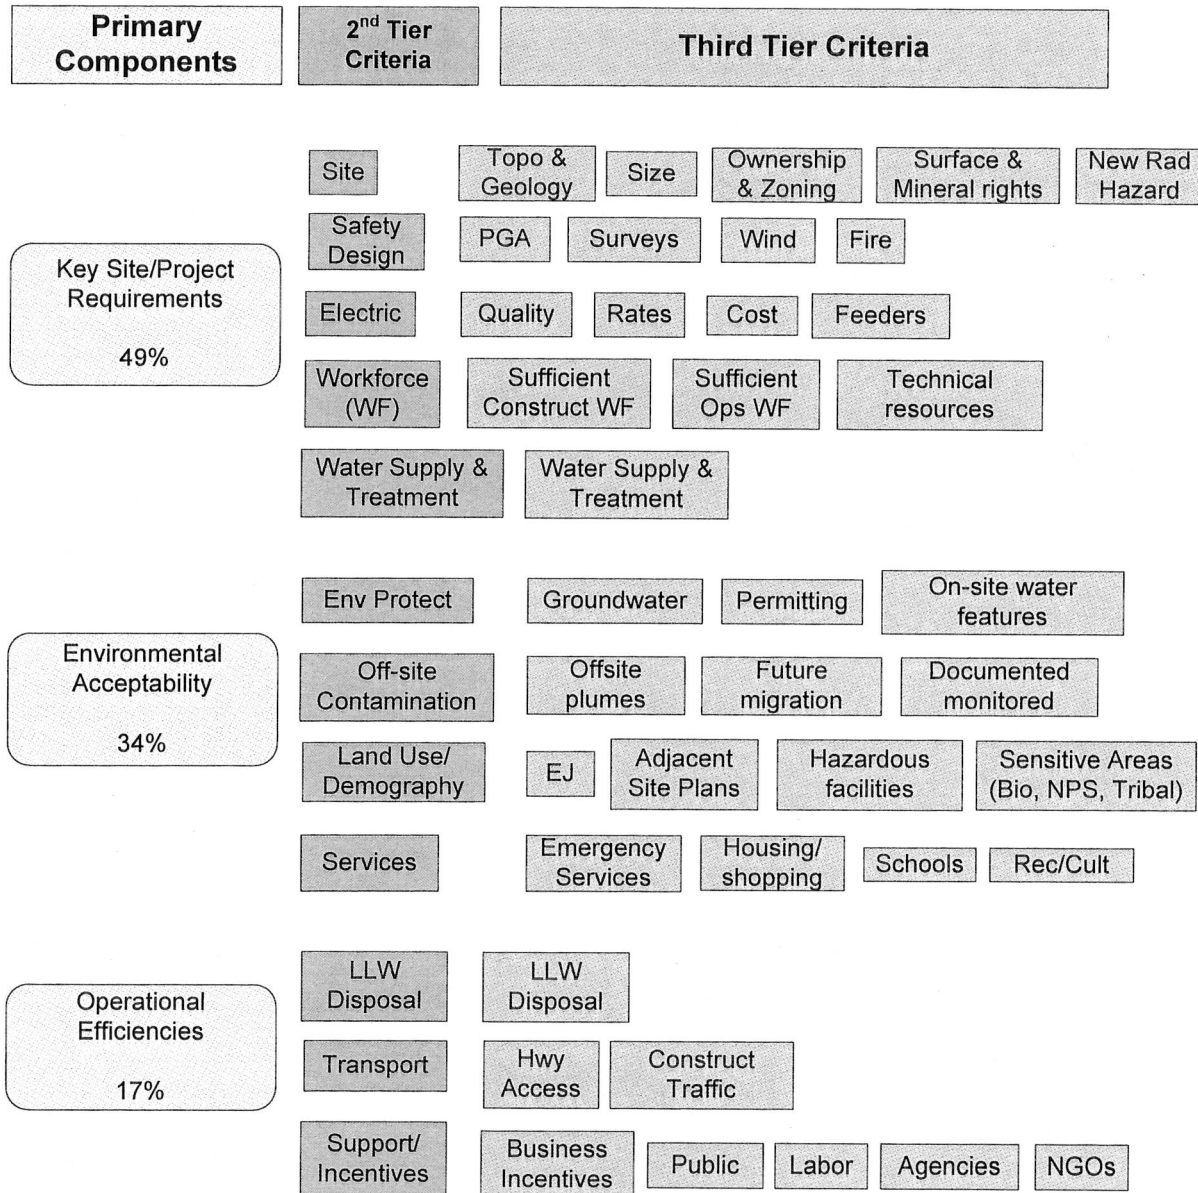 Primary
Components
2nd Tier
Criteria
Third Tier Criteria
Key Site/Project
Requirements
49%
Site
Topo &
Geology
Size
Ownership
& Zoning
Surface &
Mineral rights
New Rad
Hazard
Safety
Design
PGA
Surveys
Wind
Fire
Electric
Quality
Rates
Cost
Feeders
Workforce
(WF)
Sufficient
Construct WF
Sufficient
Ops WF
Technical
resources
Water Supply &
Treatment
Water Supply &
Treatment
Environmental
Acceptability
34%
Env Protect
Groundwater
Permitting
On-site water
features
Off-site
Contamination
Offsite
plumes
Future
migration
Documented
monitored
Land Use/
Demography
EJ
Adjacent
Site Plans
Hazardous
facilities
Sensitive Areas
(Bio, NPS, Tribal)
Services
Emergency
Services
Housing/
shopping
Schools
Rec/Cult
Operational
Efficiencies
17%
LLW
Disposal
LLW
Disposal
Transport
Hwy
Access
Construct
Traffic
Support/
Incentives
Business
Incentives
Public
Labor
Agencies
NGOs